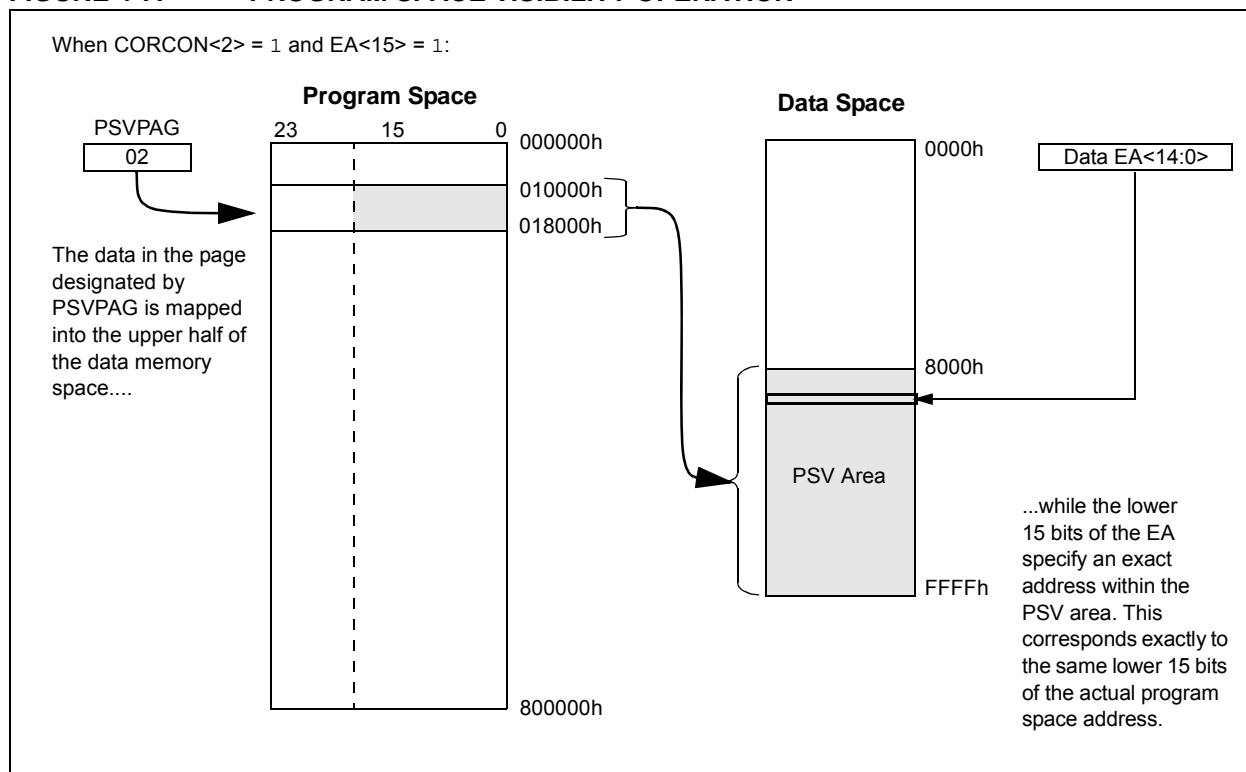 When CORCON<2> = 1 and EA<15> = 1:
Program Space
Data Space
PSVPAG
02
23 15 0
000000h
010000h
018000h
800000h
The data in the page
designated by
PSVPAG is mapped
into the upper half of
the data memory
space....
0000h
8000h
FFFFh
PSV Area
Data EA<14:0>
...while the lower
15 bits of the EA
specify an exact
address within the
PSV area. This
corresponds exactly to
the same lower 15 bits
of the actual program
space address.